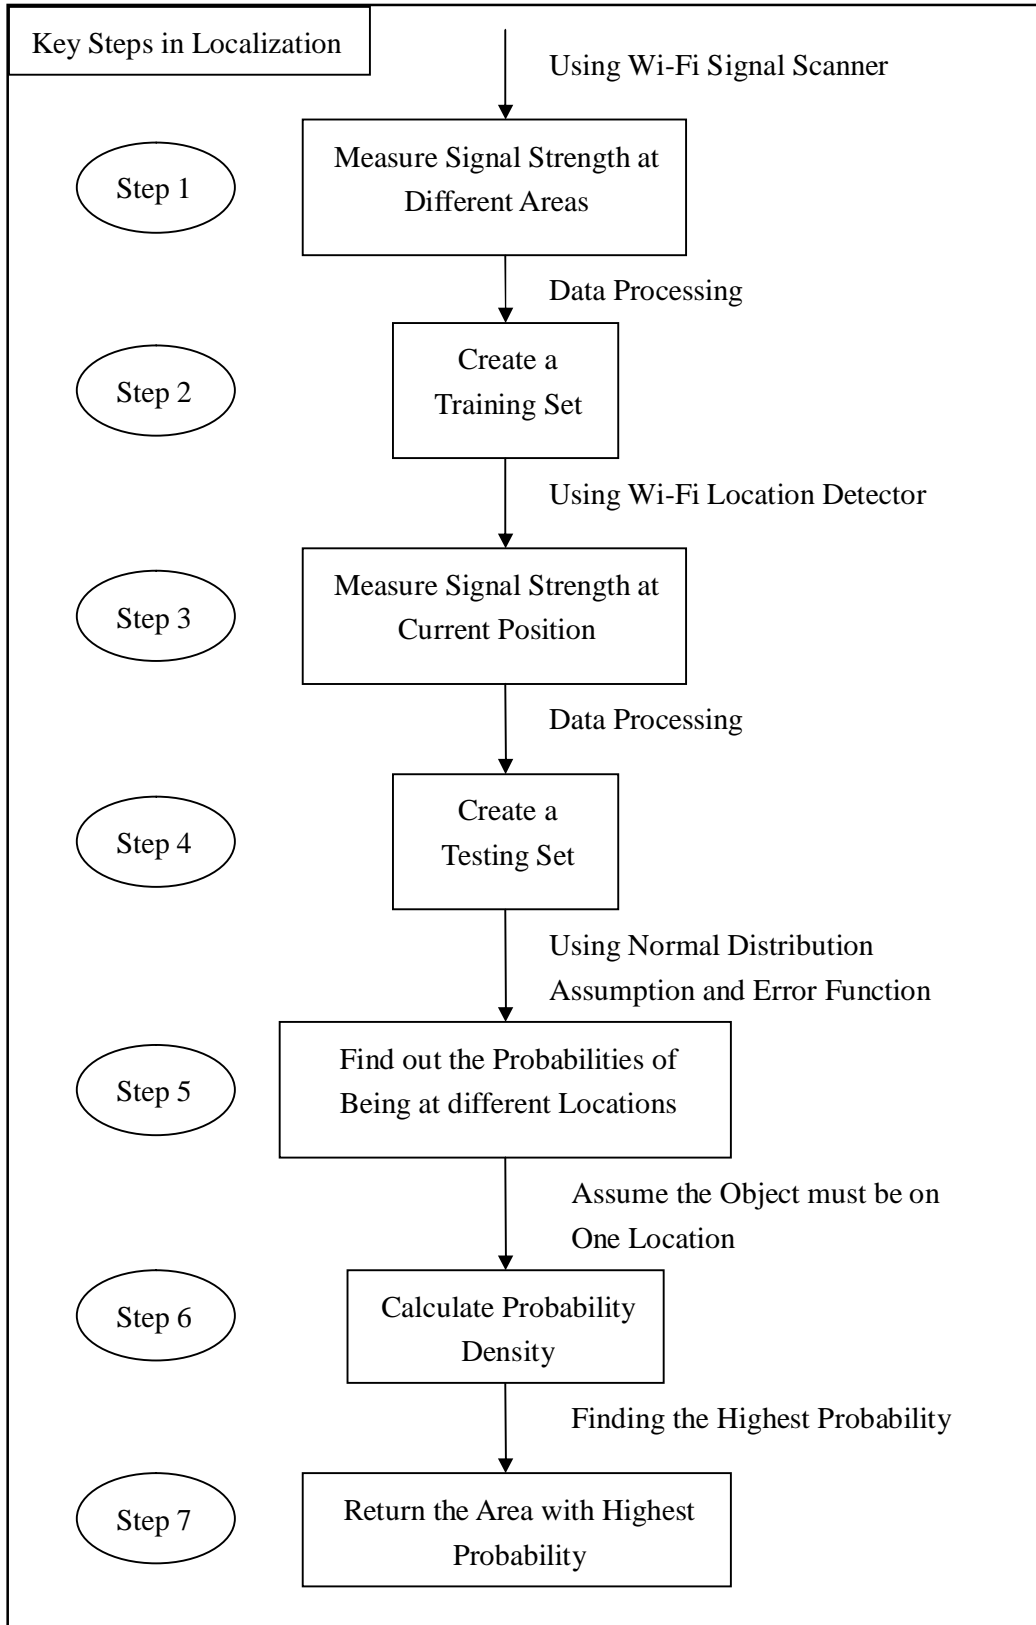 Key Steps in Localization
Using Wi-Fi Signal Scanner
Step 1
Measure Signal Strength at
Different Areas
Data Processing
Step 2
Create a
Training Set
Using Wi-Fi Location Detector
Step 3
Measure Signal Strength at
Current Position
Data Processing
Step 4
Create a
Testing Set
Using Normal Distribution
Assumption and Error Function
Step 5
Find out the Probabilities of
Being at different Locations
Assume the Object must be on
One Location
Step 6
Calculate Probability
Density
Finding the Highest Probability
Step 7
Return the Area with Highest
Probability